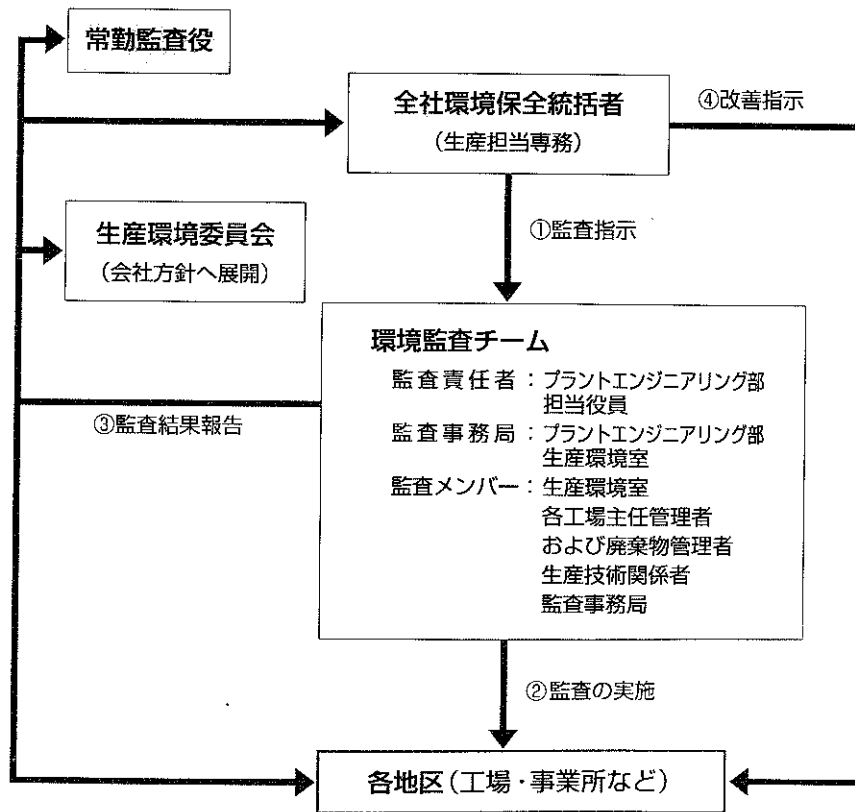 常勤監査役
全社環境保全統括者
（生産担当専務）
④改善指示
①監査指示
生産環境委員会
（会社方針へ展開）
環境監査チーム
監査責任者：プラントエンジニアリング部
担当役員
監査事務局：プラントエンジニアリング部
生産環境室
監査メンバー：生産環境室
各工場主任管理者
および廃棄物管理者
生産技術関係者
監査事務局
③監査結果報告
②監査の実施
各地区（工場・事業所など）